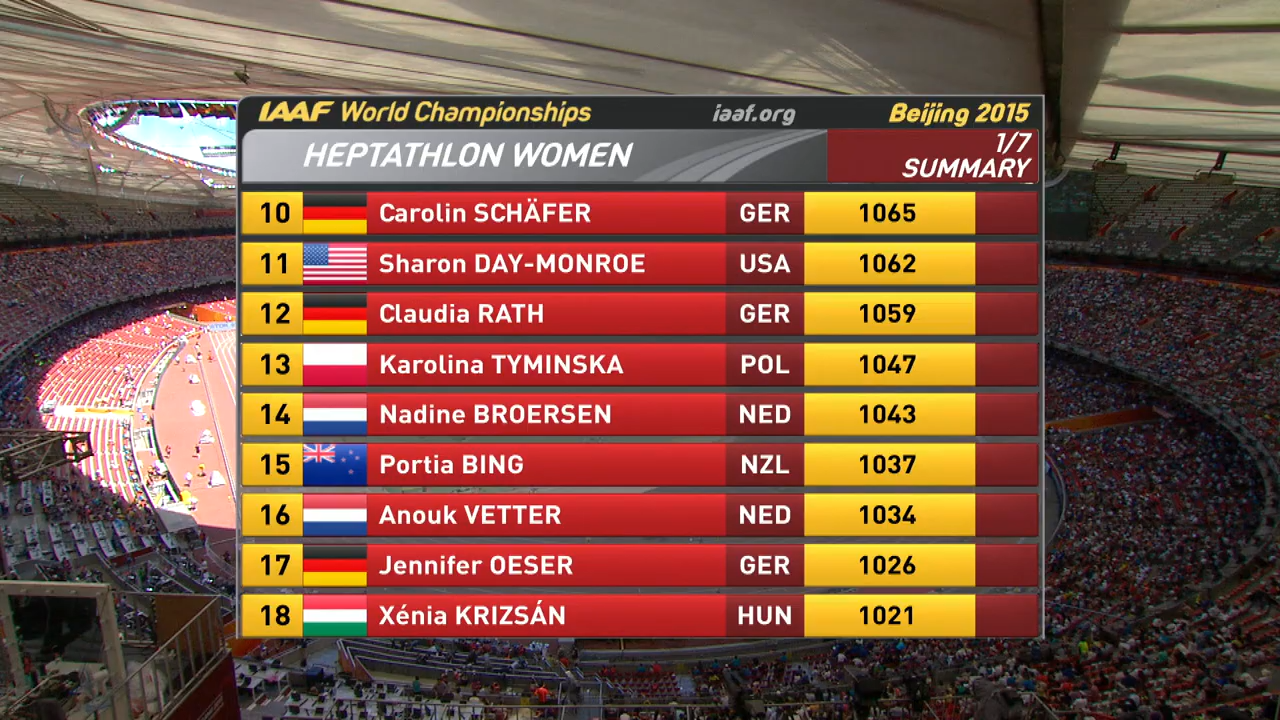 IAAF World Championships iaaf.org Beijing 2015
HEPTATHLON WOMEN 1/7 SUMMARY
10 Carolin SCHÄFER GER 1065
11 Sharon DAY-MONROE USA 1062
12 Claudia RATH GER 1059
13 Karolina TYMINSKA POL 1047
14 Nadine BROERSEN NED 1043
15 Portia BING NZL 1037
16 Anouk VETTER NED 1034
17 Jennifer OESER GER 1026
18 Xénia KRIZSÁN HUN 1021